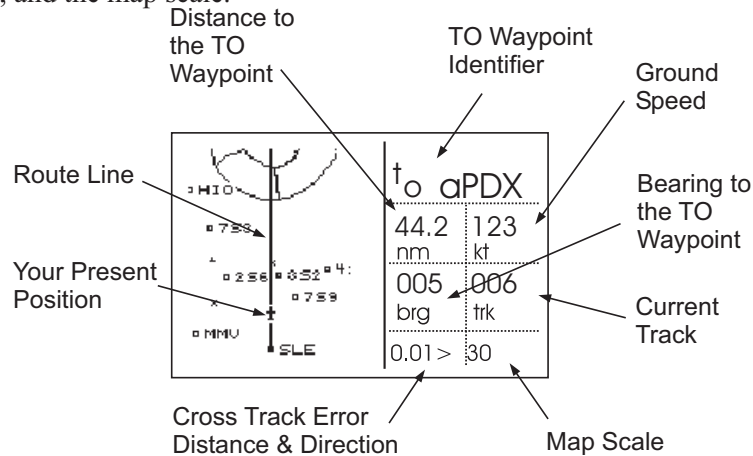 , and the map scale.
Distance to
the TO
Waypoint
TO Waypoint
Identifier
Ground
Speed
Route Line
Bearing to
the TO
Waypoint
Your Present
Position
Current
Track
HIO
MMV
SLE
to aPDX
44.2 123
nm kt
005 006
brg trk
0.01> 30
Cross Track Error
Distance & Direction
Map Scale